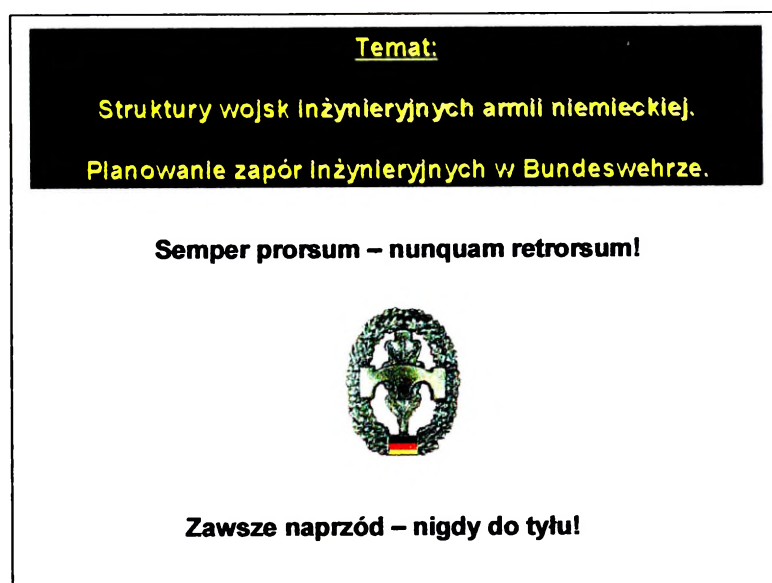 Temat:
Struktury wojsk inżynieryjnych armii niemieckiej.
Planowanie zapór inżynieryjnych w Bundeswehrze.
Semper prorsum – nunquam retrorsum!
Zawsze naprzód – nigdy do tyłu!